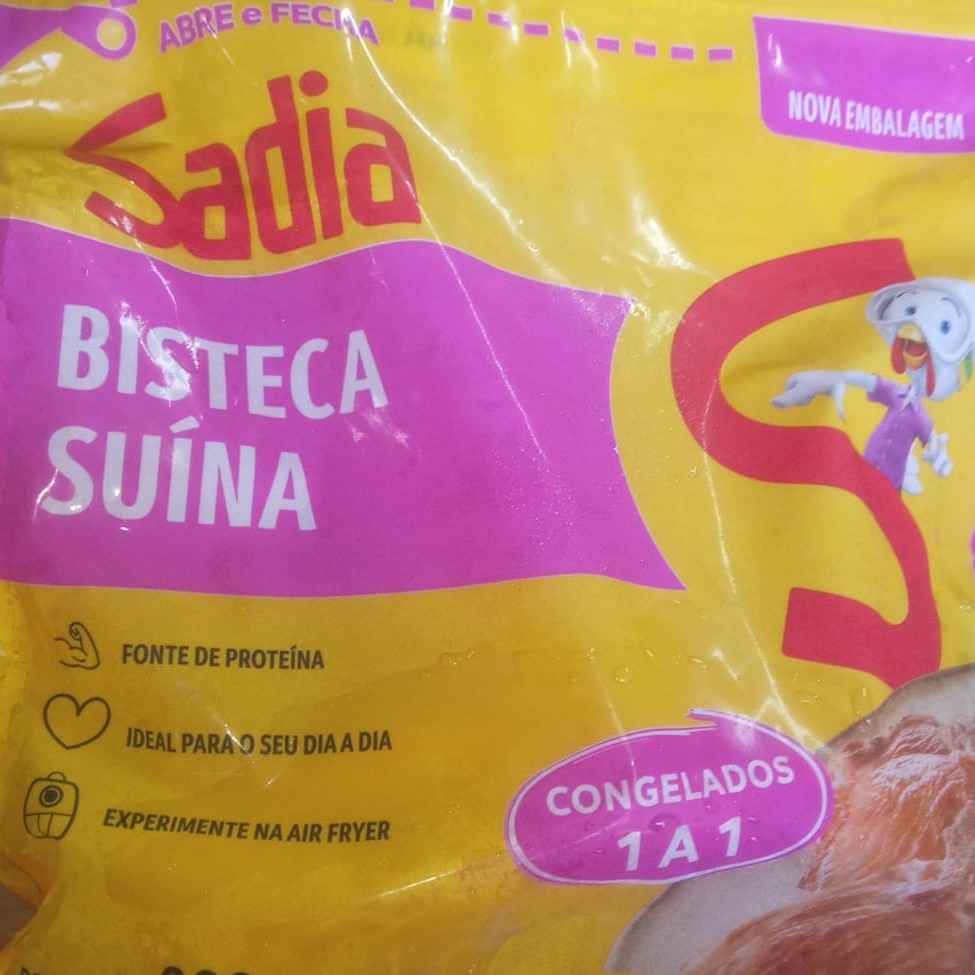 ABRE e FECHA
NOVA EMBALAGEM
Sadia
BISTECA
SUÍNA
FONTE DE PROTEÍNA
IDEAL PARA O SEU DIA A DIA
EXPERIMENTE NA AIR FRYER
CONGELADOS
1 A 1